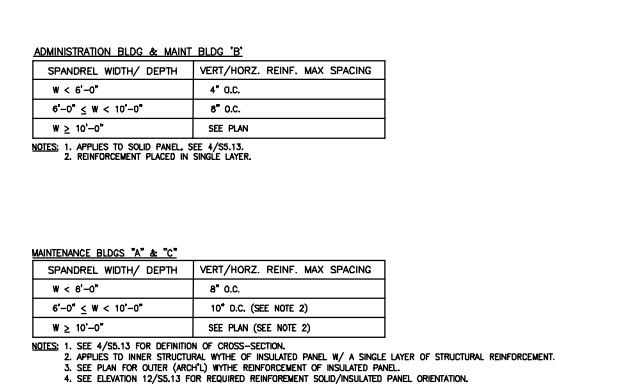 ADMINISTRATION BLDG & MAINT BLDG "B"
SPANDREL WIDTH/ DEPTH VERT/HORZ. REINF. MAX SPACING
W < 6'-0" 4" O.C.
6'-0" ≤ W < 10'-0" 8" O.C.
W ≥ 10'-0" SEE PLAN
NOTES: 1. APPLIES TO SOLID PANEL, SEE 4/S5.13.
2. REINFORCEMENT PLACED IN SINGLE LAYER.
MAINTENANCE BLDGS "A" & "C"
SPANDREL WIDTH/ DEPTH VERT/HORZ. REINF. MAX SPACING
W < 6'-0" 8" O.C.
6'-0" ≤ W < 10'-0" 10" O.C. (SEE NOTE 2)
W ≥ 10'-0" SEE PLAN (SEE NOTE 2)
NOTES: 1. SEE 4/S5.13 FOR DEFINITION OF CROSS-SECTION.
2. APPLIES TO INNER STRUCTURAL WYTHE OF INSULATED PANEL W/ A SINGLE LAYER OF STRUCTURAL REINFORCEMENT.
3. SEE PLAN FOR OUTER (ARCH'L) WYTHE REINFORCEMENT OF INSULATED PANEL.
4. SEE ELEVATION 12/S5.13 FOR REQUIRED REINFOREMENT SOLID/INSULATED PANEL ORIENTATION.